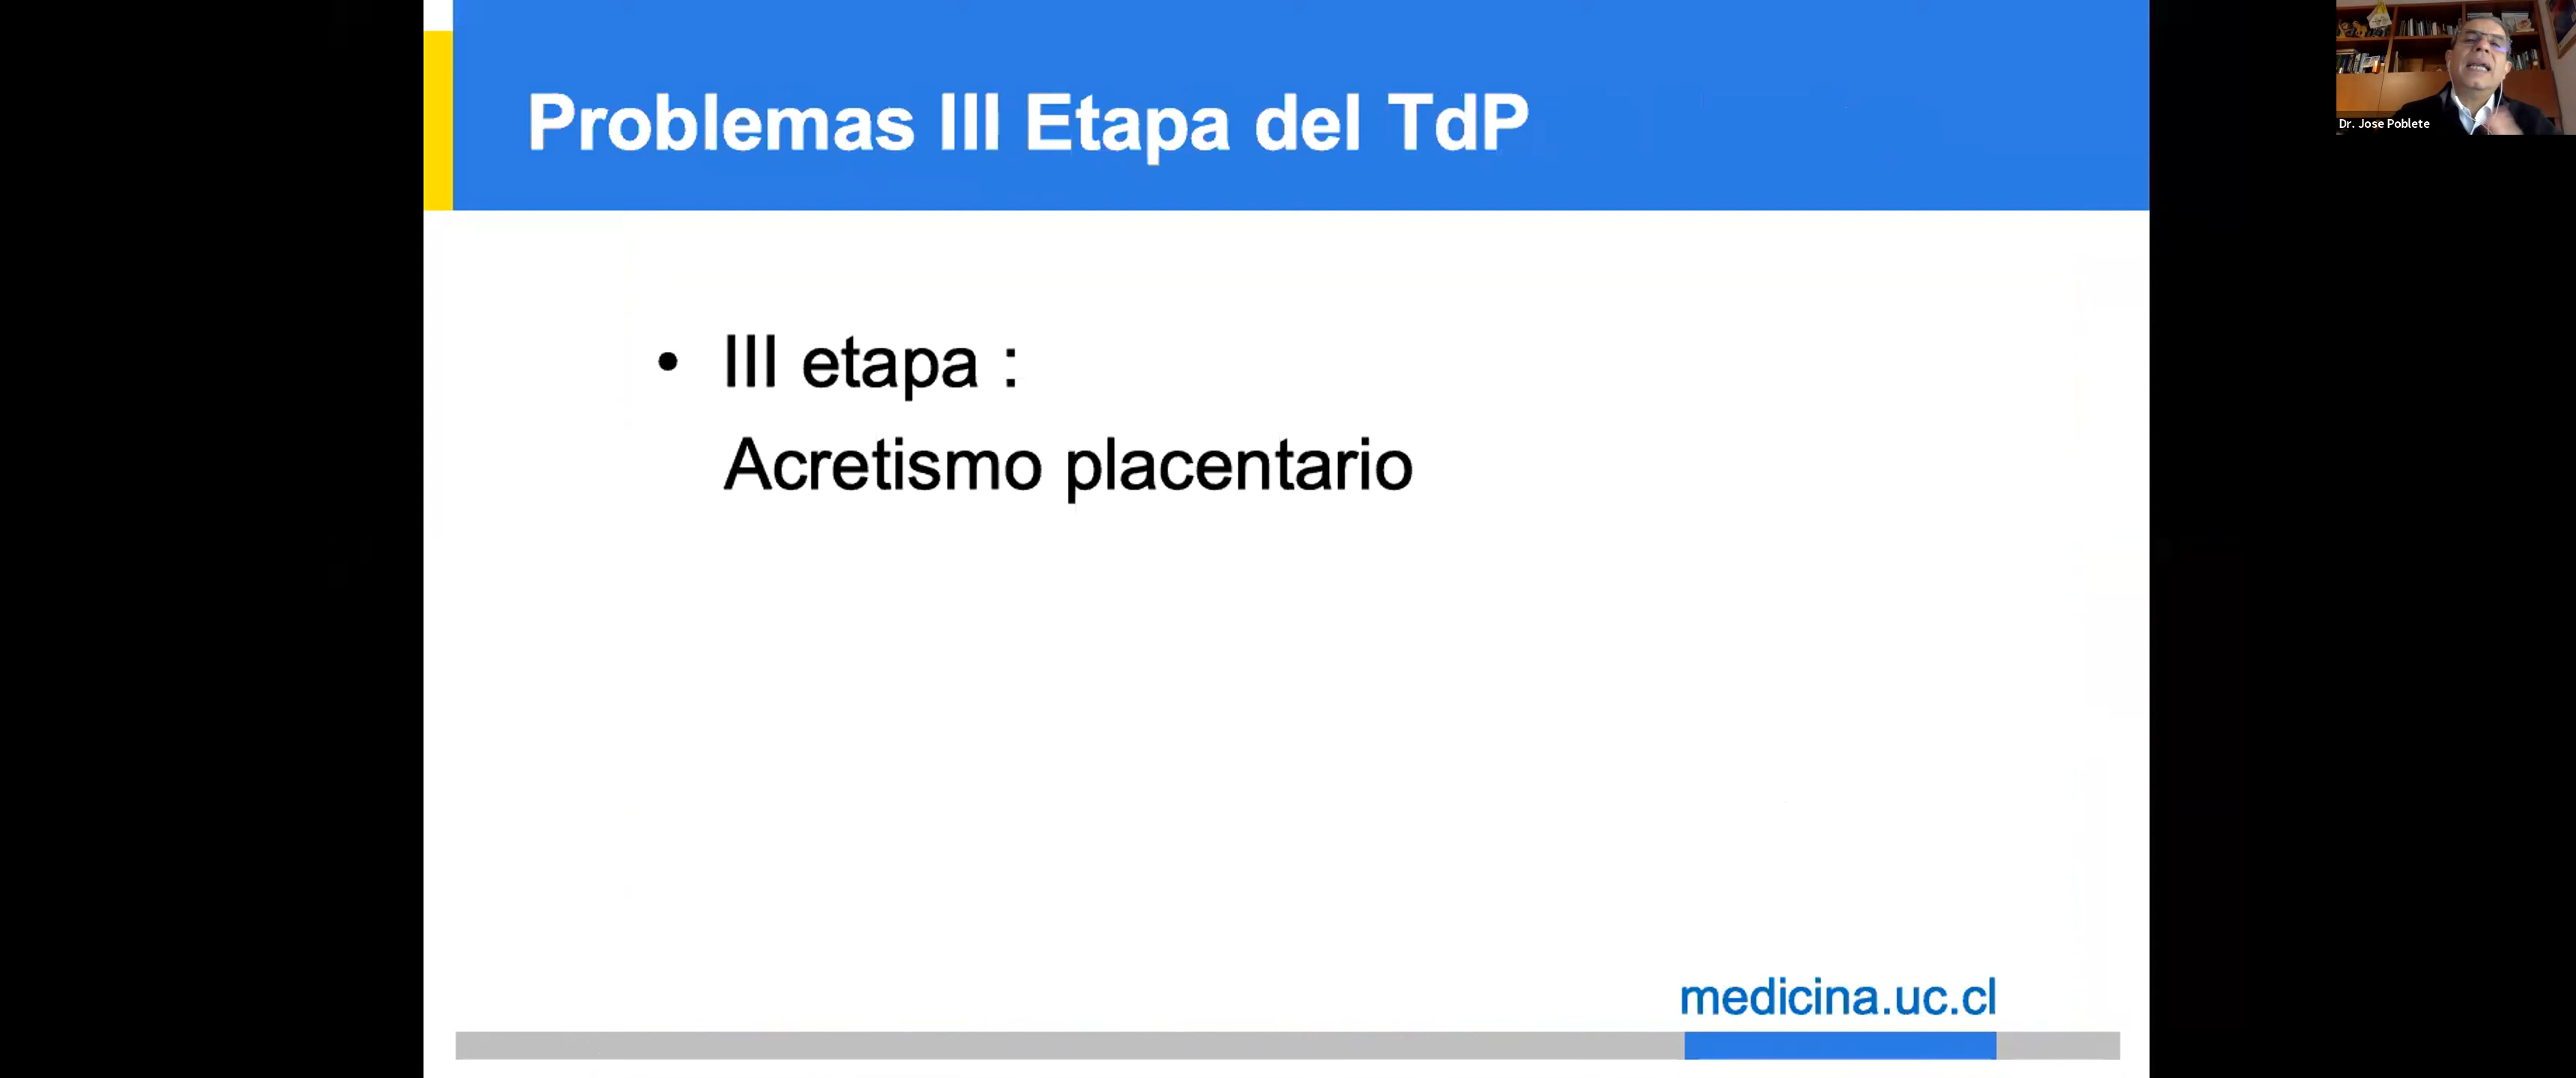 Problemas III Etapa del TdP
Dr. Jose Poblete
• III etapa :
Acretismo placentario
medicina.uc.cl